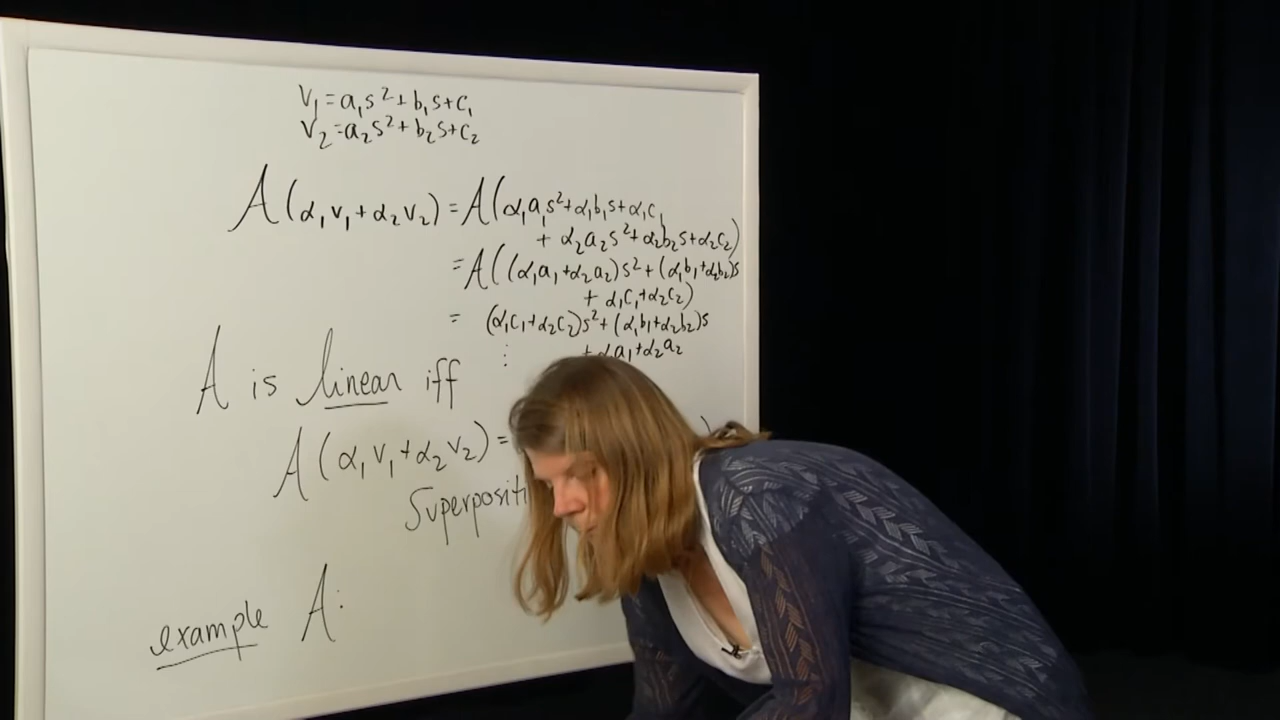 v₁=a₁s²+b₁s+c₁
v₂=a₂s²+b₂s+c₂
A(α₁v₁+α₂v₂)=A(α₁a₁s²+α₁b₁s+α₁c₁
+α₂a₂s²+α₂b₂s+α₂c₂)
=A((α₁a₁+α₂a₂)s²+(α₁b₁+α₂b₂)s
+α₁c₁+α₂c₂)
=(α₁c₁+α₂c₂)s²+(α₁b₁+α₂b₂)s
+α₁a₁+α₂a₂
⋮
A is linear iff
A(α₁v₁+α₂v₂)=
Superpositi
example A: